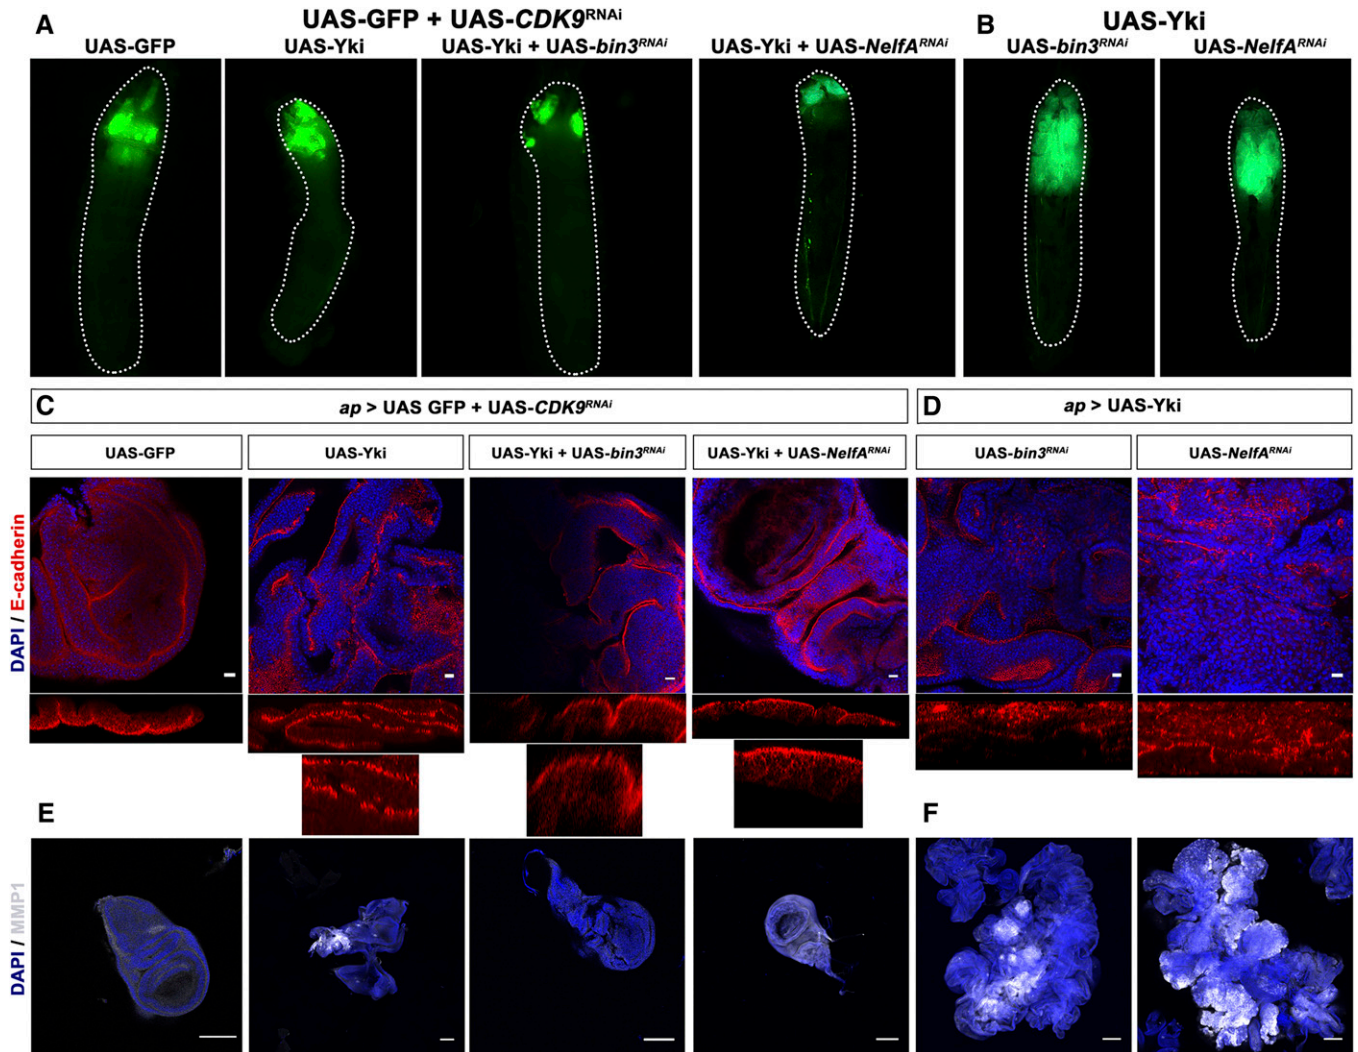 A
UAS-GFP + UAS-CDK9RNAi
B
UAS-Yki
UAS-GFP
UAS-Yki
UAS-Yki + UAS-bin3RNAi
UAS-Yki + UAS-NelfARNAi
UAS-bin3RNAi
UAS-NelfARNAi
C
ap > UAS GFP + UAS-CDK9RNAi
D
ap > UAS-Yki
UAS-GFP
UAS-Yki
UAS-Yki + UAS-bin3RNAi
UAS-Yki + UAS-NelfARNAi
UAS-bin3RNAi
UAS-NelfARNAi
DAPI / E-cadherin
E
F
DAPI / MMP1